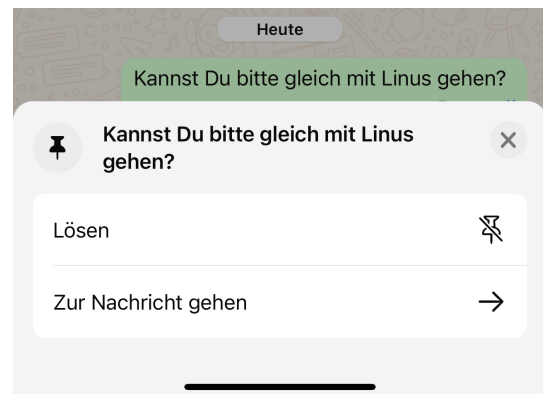 Heute
Kannst Du bitte gleich mit Linus gehen?
Kannst Du bitte gleich mit Linus
gehen?
Lösen
Zur Nachricht gehen